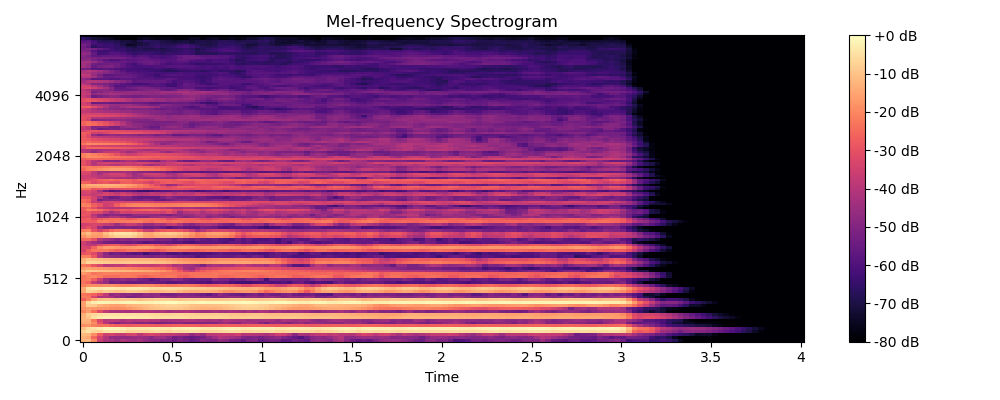 Mel-frequency Spectrogram
Hz
4096
2048
1024
512
0
0 0.5 1 1.5 2 2.5 3 3.5 4
Time
+0 dB
-10 dB
-20 dB
-30 dB
-40 dB
-50 dB
-60 dB
-70 dB
-80 dB